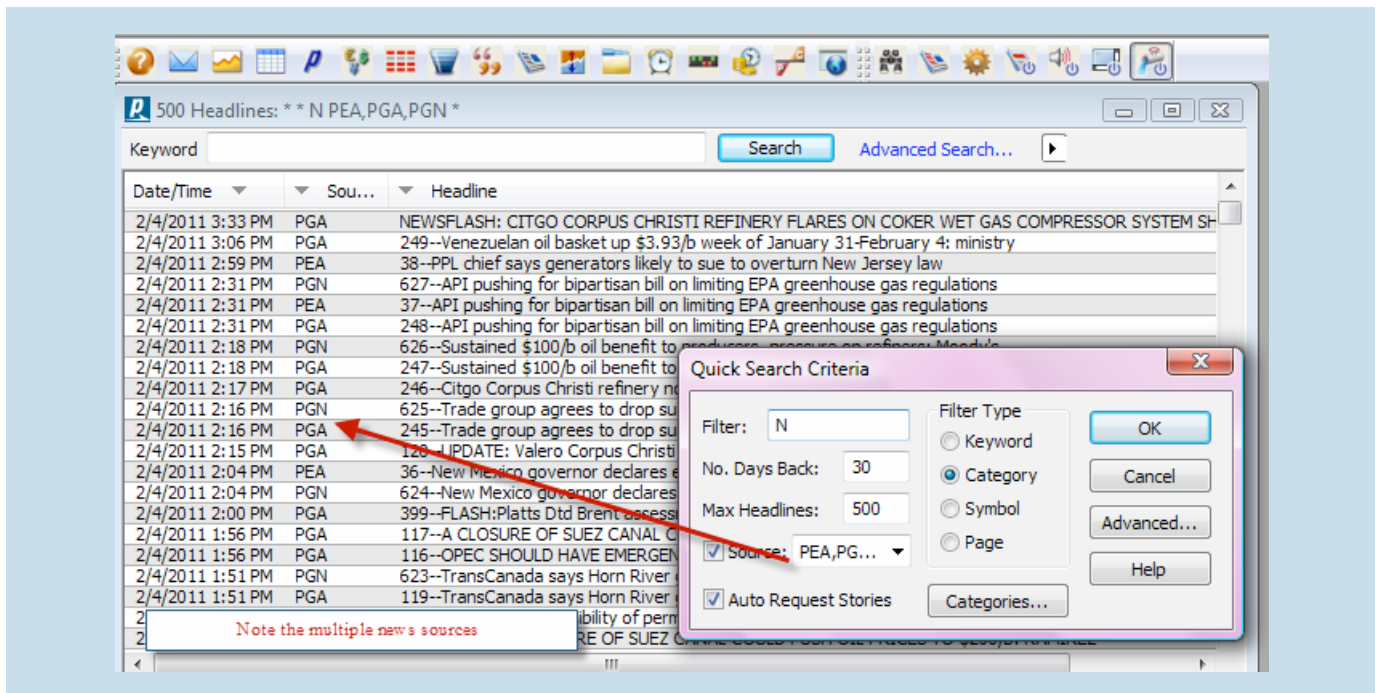 500 Headlines: * * N PEA,PGA,PGN *
Keyword Search Advanced Search...
Date/Time Sou... Headline
2/4/2011 3:33 PM PGA NEWSFLASH: CITGO CORPUS CHRISTI REFINERY FLARES ON COKER WET GAS COMPRESSOR SYSTEM SH
2/4/2011 3:06 PM PGA 249--Venezuelan oil basket up $3.93/b week of January 31-February 4: ministry
2/4/2011 2:59 PM PEA 38--PPL chief says generators likely to sue to overturn New Jersey law
2/4/2011 2:31 PM PGN 627--API pushing for bipartisan bill on limiting EPA greenhouse gas regulations
2/4/2011 2:31 PM PEA 37--API pushing for bipartisan bill on limiting EPA greenhouse gas regulations
2/4/2011 2:31 PM PGA 248--API pushing for bipartisan bill on limiting EPA greenhouse gas regulations
2/4/2011 2:18 PM PGN 626--Sustained $100/b oil benefit to producers, pressure on refiners: Moody's
2/4/2011 2:18 PM PGA 247--Sustained $100/b oil benefit to
2/4/2011 2:17 PM PGA 246--Citgo Corpus Christi refinery no
2/4/2011 2:16 PM PGN 625--Trade group agrees to drop su
2/4/2011 2:16 PM PGA 245--Trade group agrees to drop su
2/4/2011 2:15 PM PGA 120--UPDATE: Valero Corpus Christi
2/4/2011 2:04 PM PEA 36--New Mexico governor declares e
2/4/2011 2:04 PM PGN 624--New Mexico governor declares
2/4/2011 2:00 PM PGA 399--FLASH:Platts Dtd Brent assess
2/4/2011 1:56 PM PGA 117--A CLOSURE OF SUEZ CANAL C
2/4/2011 1:56 PM PGA 116--OPEC SHOULD HAVE EMERGEN
2/4/2011 1:51 PM PGN 623--TransCanada says Horn River
2/4/2011 1:51 PM PGA 119--TransCanada says Horn River
2 ibility of perm
2 RE OF SUEZ
Note the multiple news sources
Quick Search Criteria
Filter: N
No. Days Back: 30
Max Headlines: 500
Source: PEA,PG...
Auto Request Stories
Filter Type
Keyword
Category
Symbol
Page
Categories...
OK
Cancel
Advanced...
Help